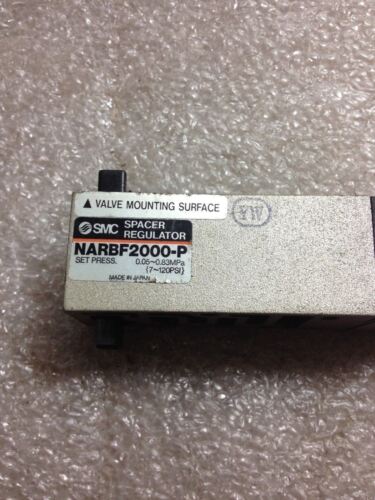 ▲ VALVE MOUNTING SURFACE
SMC SPACER REGULATOR
NARBF2000-P
SET PRESS. 0.05~0.83MPa
{7~120PSI}
MADE IN JAPAN